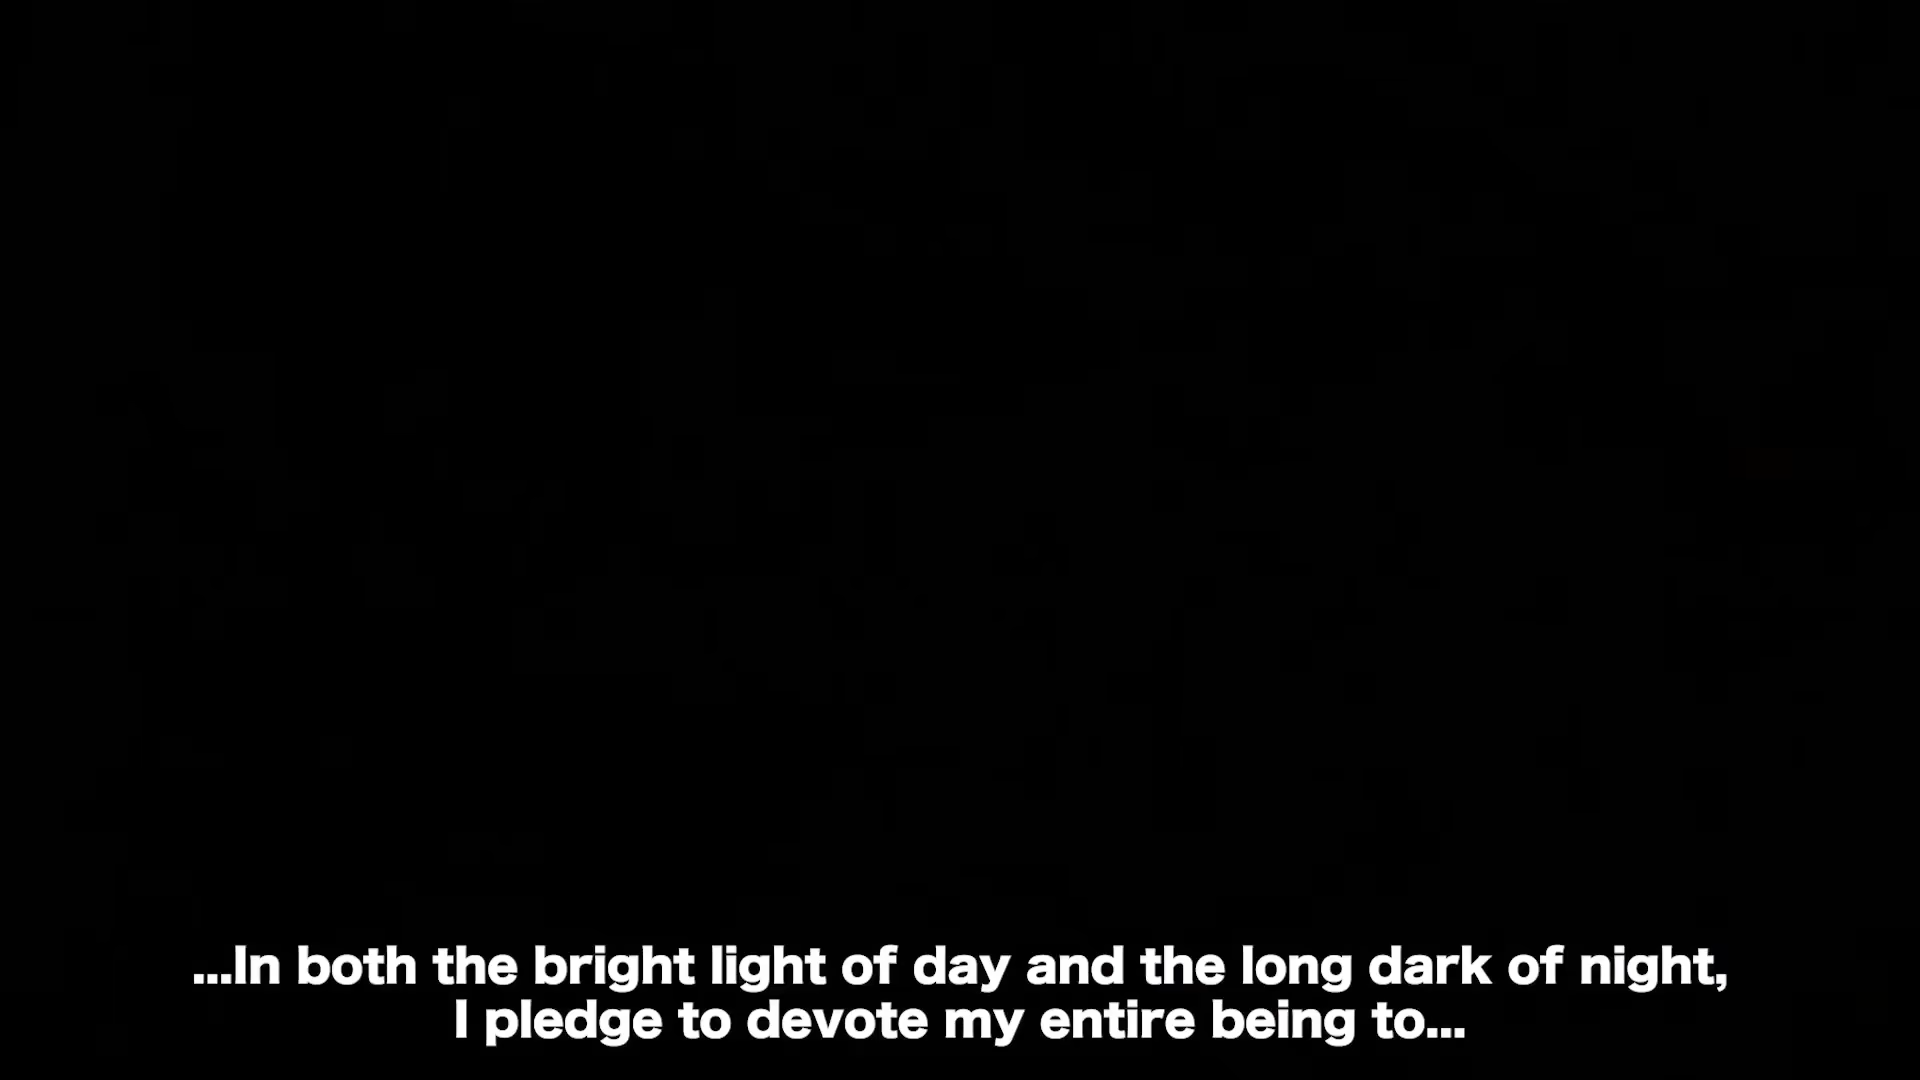 ...In both the bright light of day and the long dark of night,
I pledge to devote my entire being to...